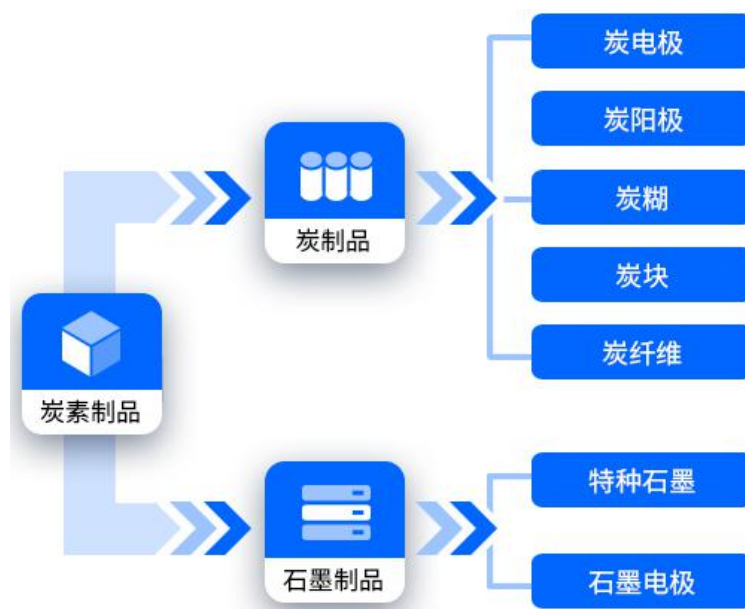 炭电极
炭阳极
炭制品
炭糊
炭块
炭纤维
炭素制品
特种石墨
石墨制品
石墨电极